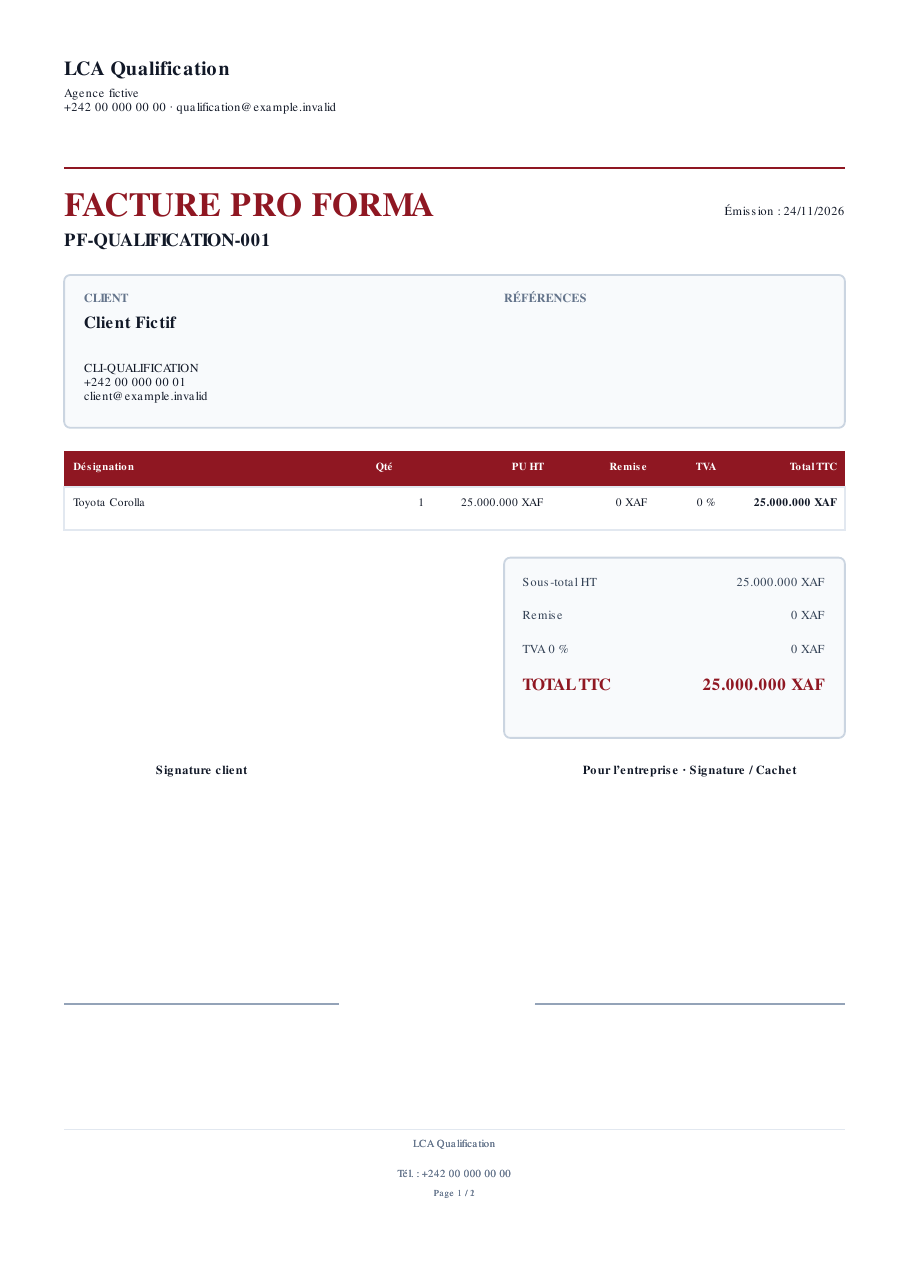 LCA Qualification
Agence fictive
+242 00 000 00 00 · qualification@example.invalid
FACTURE PRO FORMA
Émission : 24/11/2026
PF-QUALIFICATION-001
CLIENT
RÉFÉRENCES
Client Fictif
CLI-QUALIFICATION
+242 00 000 00 01
client@example.invalid
Désignation Qté PU HT Remise TVA Total TTC
Toyota Corolla 1 25.000.000 XAF 0 XAF 0 % 25.000.000 XAF
Sous-total HT 25.000.000 XAF
Remise 0 XAF
TVA 0 % 0 XAF
TOTAL TTC 25.000.000 XAF
Signature client
Pour l'entreprise · Signature / Cachet
LCA Qualification
Tél. : +242 00 000 00 00
Page 1 / 2